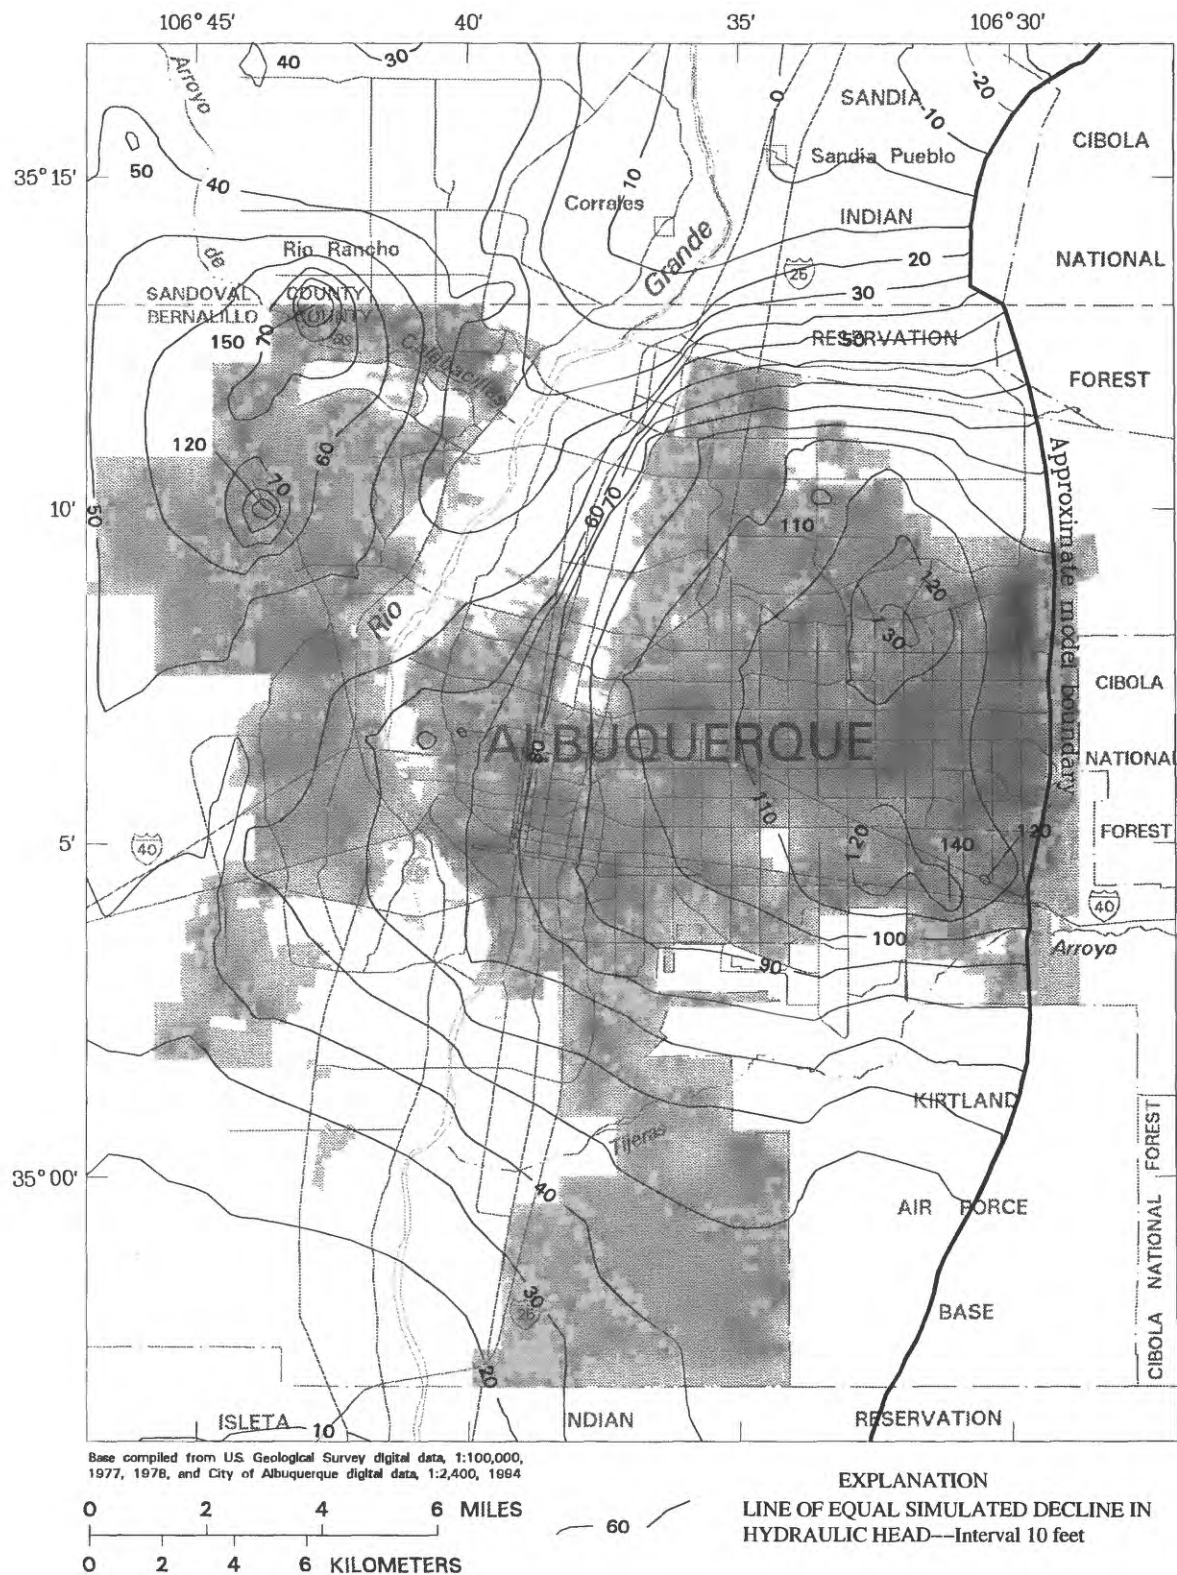 106°45'
40'
35'
106°30'
40
30
Arroyo
0
-20
-10
SANDIA
CIBOLA
50
35°15'
40
10
Sandia Pueblo
Corrales
INDIAN
de
Rio Rancho
Grande
25
20
NATIONAL
30
SANDOVAL COUNTY
BERNALILLO COUNTY
150
70
las
Calabacillas
RESERVATION
50
FOREST
120
60
70
Approximate model boundary
10'
50
60
70
110
120
130
Rio
CIBOLA
ALBUQUERQUE
80
NATIONAL
110
5'
40
120
140
120
FOREST
40
100
Arroyo
90
KIRTLAND
Tijeras
35°00'
40
AIR FORCE
30
25
BASE
CIBOLA NATIONAL FOREST
20
ISLETA
10
NDIAN
RESERVATION
Base compiled from U.S. Geological Survey digital data, 1:100,000,
1977, 1978, and City of Albuquerque digital data, 1:2,400, 1994
0 2 4 6 MILES
0 2 4 6 KILOMETERS
EXPLANATION
60
LINE OF EQUAL SIMULATED DECLINE IN
HYDRAULIC HEAD---Interval 10 feet